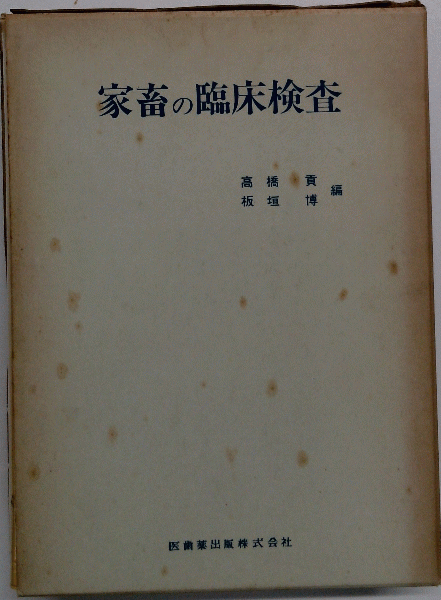 家畜の臨床検査
高橋 貢
板垣 博 編
医歯薬出版株式会社